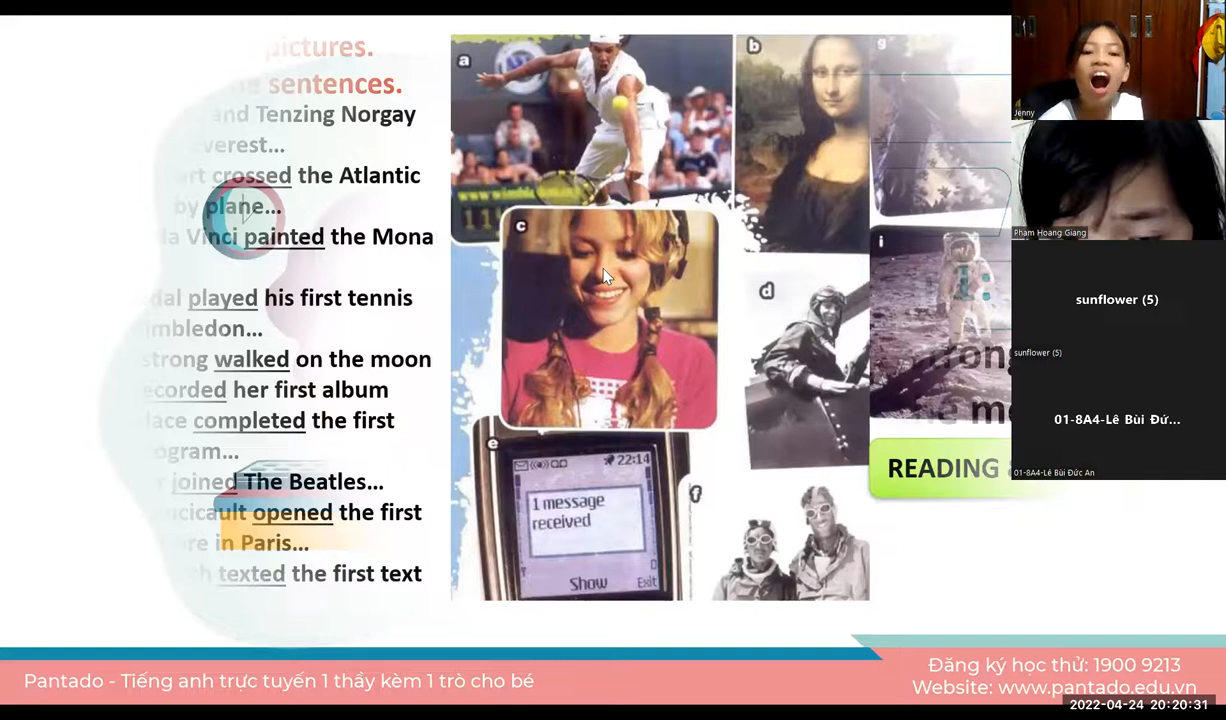 pictures.
sentences.
and Tenzing Norgay
Everest...
crossed the Atlantic
by plane...
Vinci painted the Mona
played his first tennis
walked on the moon
recorded her first album
completed the first
joined The Beatles...
opened the first
in Paris...
texted the first text
a
b
g
c
d
i
e
22:14
1 message
received
Show
Exit
f
READING
Jenny
Pham Hoang Giang
sunflower (5)
sunflower (5)
01-8A4-Lê Bùi Đứ...
01-8A4-Lê Bùi Đức An
Pantado - Tiếng anh trực tuyến 1 thầy kèm 1 trò cho bé
Đăng ký học thử: 1900 9213
Website: www.pantado.edu.vn
2022-04-24 20:20:31